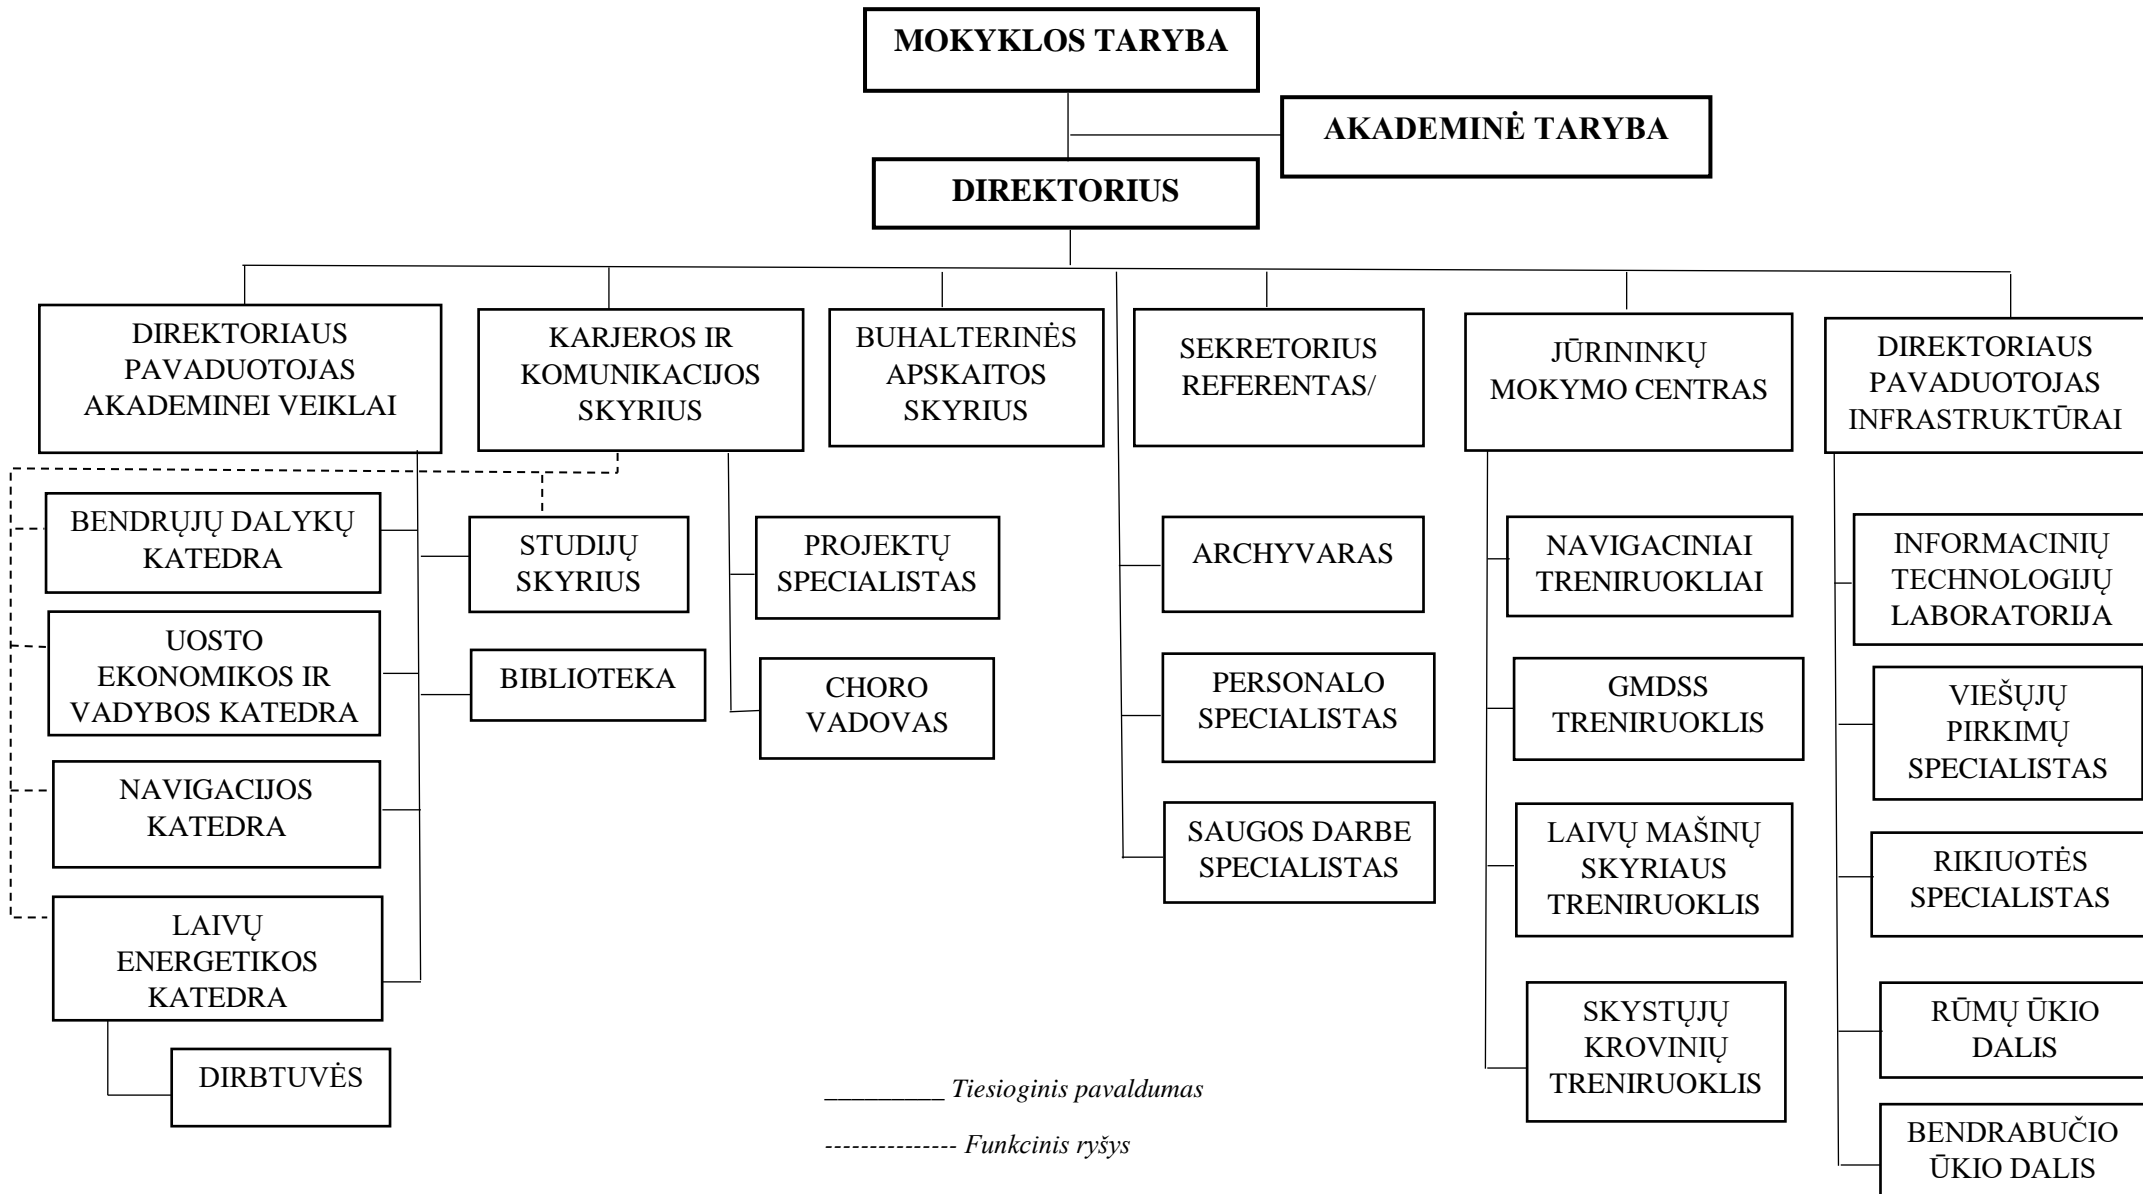 MOKYKLOS TARYBA
AKADEMINĖ TARYBA
DIREKTORIUS
DIREKTORIAUS
PAVADUOTOJAS
AKADEMINEI VEIKLAI
KARJEROS IR
KOMUNIKACIJOS
SKYRIUS
BUHALTERINĖS
APSKAITOS
SKYRIUS
SEKRETORIUS
REFERENTAS/
JŪRININKŲ
MOKYMO CENTRAS
DIREKTORIAUS
PAVADUOTOJAS
INFRASTRUKTŪRAI
BENDRŲJŲ DALYKŲ
KATEDRA
UOSTO
EKONOMIKOS IR
VADYBOS KATEDRA
NAVIGACIJOS
KATEDRA
LAIVŲ
ENERGETIKOS
KATEDRA
DIRBTUVĖS
STUDIJŲ
SKYRIUS
BIBLIOTEKA
PROJEKTŲ
SPECIALISTAS
CHORO
VADOVAS
ARCHYVARAS
PERSONALO
SPECIALISTAS
SAUGOS DARBE
SPECIALISTAS
NAVIGACINIAI
TRENIRUOKLIAI
GMDSS
TRENIRUOKLIS
LAIVŲ MAŠINŲ
SKYRIAUS
TRENIRUOKLIS
SKYSTŲJŲ
KROVINIŲ
TRENIRUOKLIS
INFORMACINIŲ
TECHNOLOGIJŲ
LABORATORIJA
VIEŠŲJŲ
PIRKIMŲ
SPECIALISTAS
RIKIUOTĖS
SPECIALISTAS
RŪMŲ ŪKIO
DALIS
BENDRABUČIO
ŪKIO DALIS
_________ Tiesioginis pavaldumas
--------------- Funkcinis ryšys